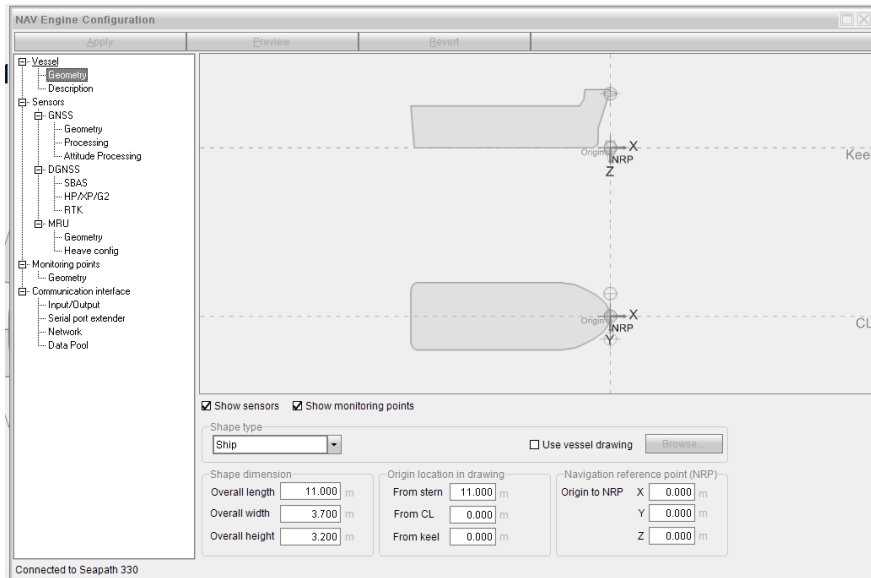 NAV Engine Configuration
Apply Preview Revert
Vessel
Geometry
Description
Sensors
GNSS
Geometry
Processing
Attitude Processing
DGNSS
SBAS
HP/XP/G2
RTK
MRU
Geometry
Heave config
Monitoring points
Geometry
Communication interface
Input/Output
Serial port extender
Network
Data Pool
Origin X
NRP
Z
Kee
Origin X
NRP
Y
CL
Show sensors Show monitoring points
Shape type
Ship Use vessel drawing Browse...
Shape dimension Origin location in drawing Navigation reference point (NRP)
Overall length 11.000 m From stern 11.000 m Origin to NRP X 0.000 m
Overall width 3.700 m From CL 0.000 m Y 0.000 m
Overall height 3.200 m From keel 0.000 m Z 0.000 m
Connected to Seapath 330